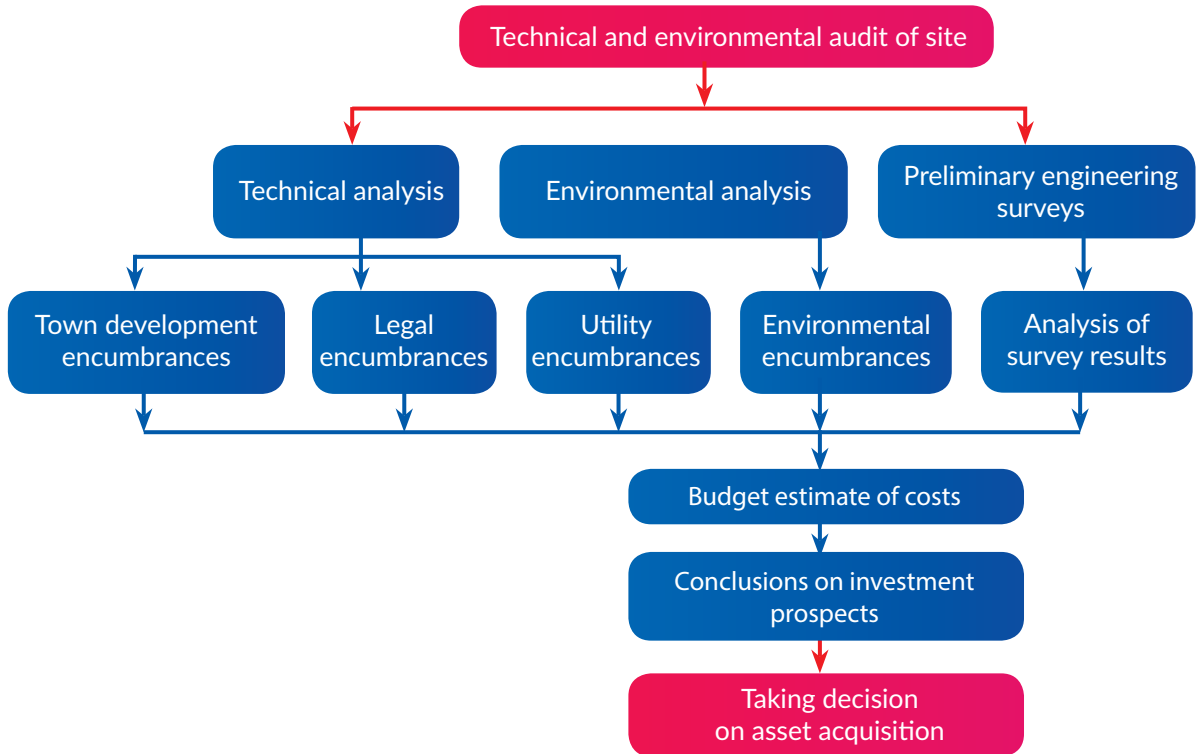 Technical and environmental audit of site
Technical analysis
Environmental analysis
Preliminary engineering
surveys
Town development
encumbrances
Legal
encumbrances
Utility
encumbrances
Environmental
encumbrances
Analysis of
survey results
Budget estimate of costs
Conclusions on investment
prospects
Taking decision
on asset acquisition